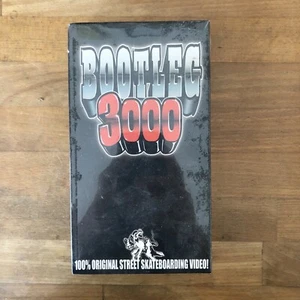 BOOTLEG
3000
100% ORIGINAL STREET SKATEBOARDING VIDEO!